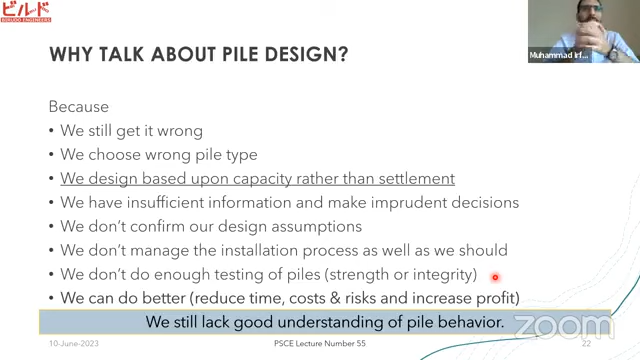 ビルド
BIRUDO ENGINEERS
Muhammad Irf...
WHY TALK ABOUT PILE DESIGN?
Because
• We still get it wrong
• We choose wrong pile type
• We design based upon capacity rather than settlement
• We have insufficient information and make imprudent decisions
• We don't confirm our design assumptions
• We don't manage the installation process as well as we should
• We don't do enough testing of piles (strength or integrity)
• We can do better (reduce time, costs & risks and increase profit)
We still lack good understanding of pile behavior.
zoom
10-June-2023
PSCE Lecture Number 55
22